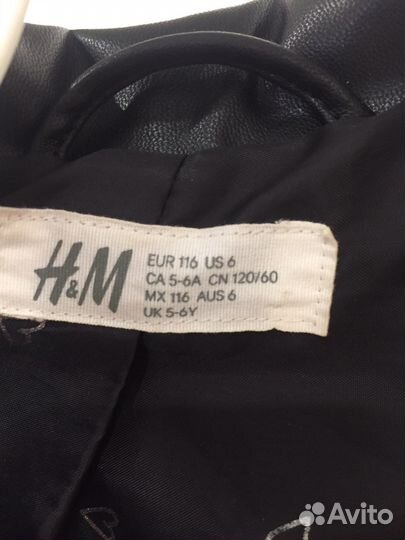 H&M
EUR 116 US 6
CA 5-6A CN 120/60
MX 116 AUS 6
UK 5-6Y
Avito